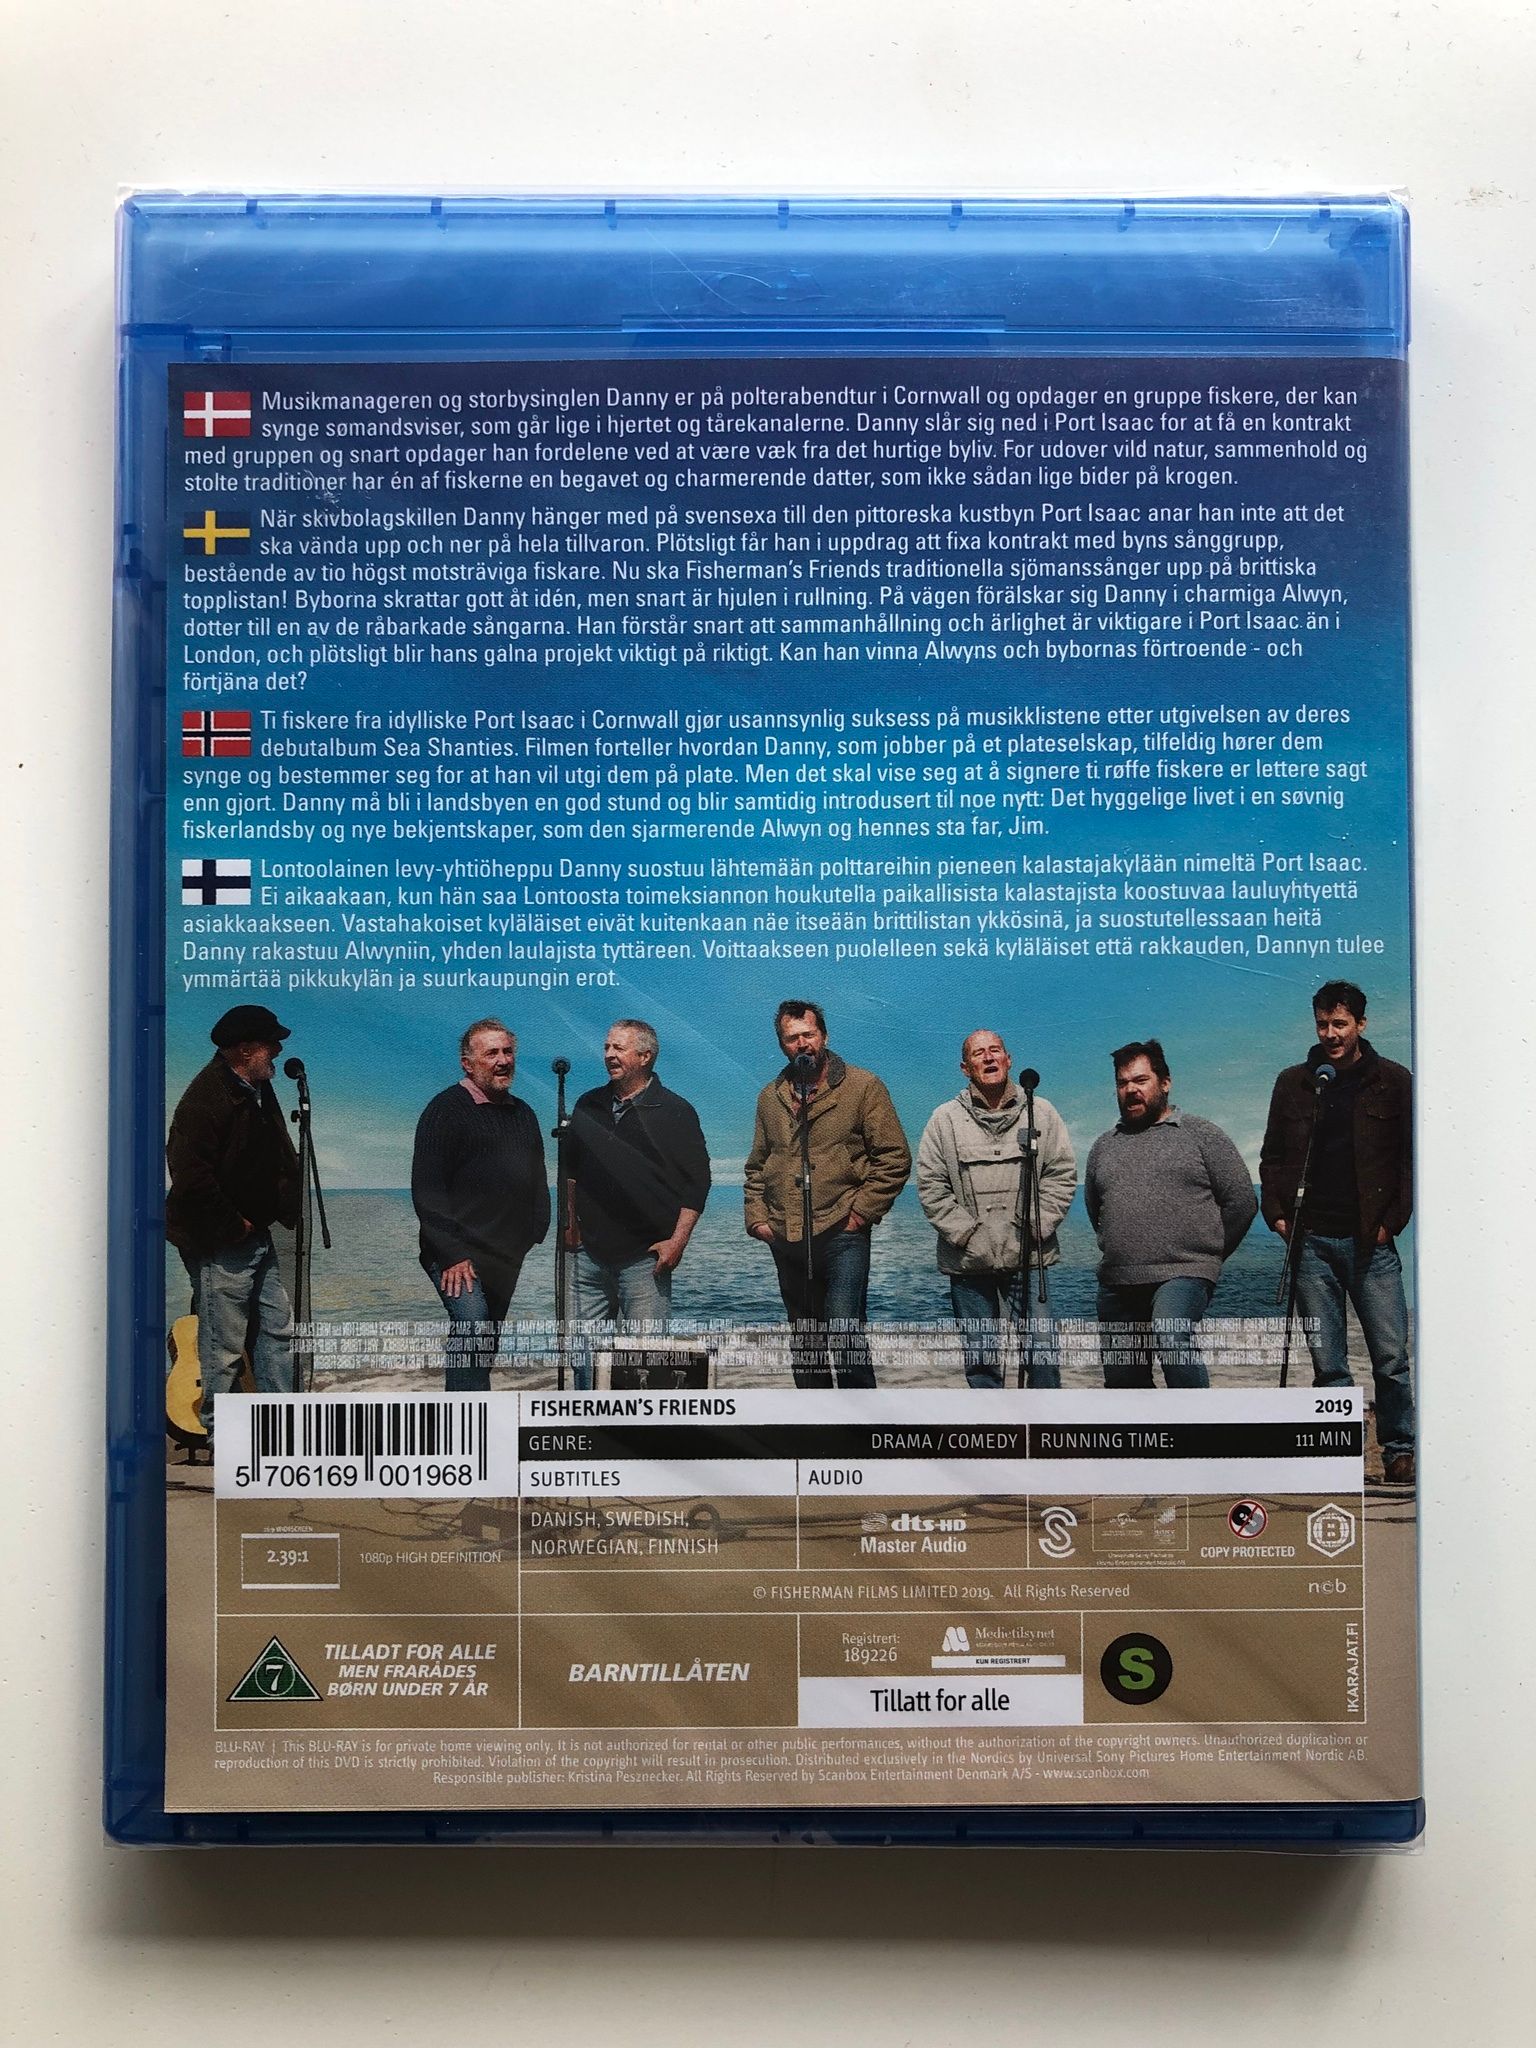 Musikmanageren og storbysinglen Danny er på polterabendtur i Cornwall og opdager en gruppe fiskere, der kan
synge sømandsviser, som går lige i hjertet og tårekanalerne. Danny slår sig ned i Port Isaac for at få en kontrakt
med gruppen og snart opdager han fordelene ved at være væk fra det hurtige byliv. For udover vild natur, sammenhold og
stolte traditioner har én af fiskerne en begavet og charmerende datter, som ikke sådan lige bider på krogen.
När skivbolagskillen Danny hänger med på svensexa till den pittoreska kustbyn Port Isaac anar han inte att det
ska vända upp och ner på hela tillvaron. Plötsligt får han i uppdrag att fixa kontrakt med byns sånggrupp,
bestående av tio högst motsträviga fiskare. Nu ska Fisherman's Friends traditionella sjömanssånger upp på brittiska
topplistan! Byborna skrattar gott åt idén, men snart är hjulen i rullning. På vägen förälskar sig Danny i charmiga Alwyn,
dotter till en av de råbarkade sångarna. Han förstår snart att sammanhållning och ärlighet är viktigare i Port Isaac än i
London, och plötsligt blir hans galna projekt viktigt på riktigt. Kan han vinna Alwyns och bybornas förtroende - och
förtjäna det?
Ti fiskere fra idylliske Port Isaac i Cornwall gjør usannsynlig suksess på musikklistene etter utgivelsen av deres
debutalbum Sea Shanties. Filmen forteller hvordan Danny, som jobber på et plateselskap, tilfeldig hører dem
synge og bestemmer seg for at han vil utgi dem på plate. Men det skal vise seg at å signere ti røffe fiskere er lettere sagt
enn gjort. Danny må bli i landsbyen en god stund og blir samtidig introdusert til noe nytt: Det hyggelige livet i en søvnig
fiskerlandsby og nye bekjentskaper, som den sjarmerende Alwyn og hennes sta far, Jim.
Lontoolainen levy-yhtiöheppu Danny suostuu lähtemään polttareihin pieneen kalastajakylään nimeltä Port Isaac.
Ei aikaakaan, kun hän saa Lontoosta toimeksiannon houkutella paikallisista kalastajista koostuvaa lauluyhtyettä
asiakkaakseen. Vastahakoiset kyläläiset eivät kuitenkaan näe itseään brittilistan ykkösinä, ja suostutellessaan heitä
Danny rakastuu Alwyniin, yhden laulajista tyttäreen. Voittaakseen puolelleen sekä kyläläiset että rakkauden, Dannyn tulee
ymmärtää pikkukylän ja suurkaupungin erot.
5 706169 001968
FISHERMAN'S FRIENDS 2019
GENRE: DRAMA / COMEDY RUNNING TIME: 111 MIN
SUBTITLES AUDIO
DANISH, SWEDISH,
NORWEGIAN, FINNISH
dts-HD
Master Audio
16:9 WIDESCREEN
2.39:1 1080p HIGH DEFINITION
COPY PROTECTED
B
© FISHERMAN FILMS LIMITED 2019. All Rights Reserved
n©b
7
TILLADT FOR ALLE
MEN FRARÅDES
BØRN UNDER 7 ÅR
BARNTILLÅTEN
Registrert:
189226
Medietilsynet
KUN REGISTRERT
Tillatt for alle
S
IKARAJAT.FI
BLU-RAY | This BLU-RAY is for private home viewing only. It is not authorized for rental or other public performances, without the authorization of the copyright owners. Unauthorized duplication or
reproduction of this DVD is strictly prohibited. Violation of the copyright will result in prosecution. Distributed exclusively in the Nordics by Universal Sony Pictures Home Entertainment Nordic AB.
Responsible publisher: Kristina Pesznecker. All Rights Reserved by Scanbox Entertainment Denmark A/S - www.scanbox.com